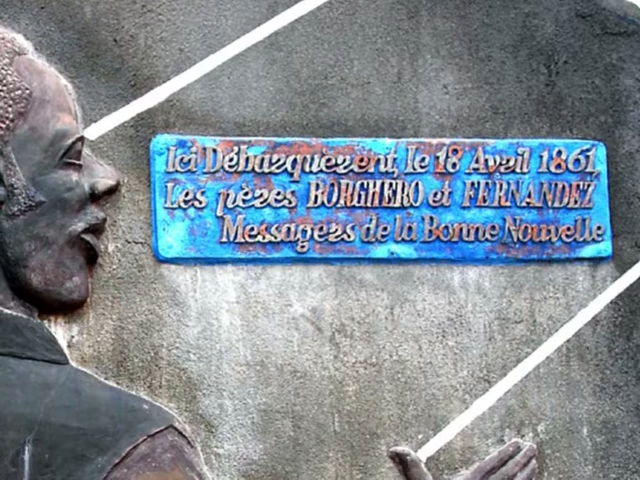 Ici Débarquèrent, le 18 Avril 1861,
Les pères BORGHERO et FERNANDEZ
Messagers de la Bonne Nouvelle